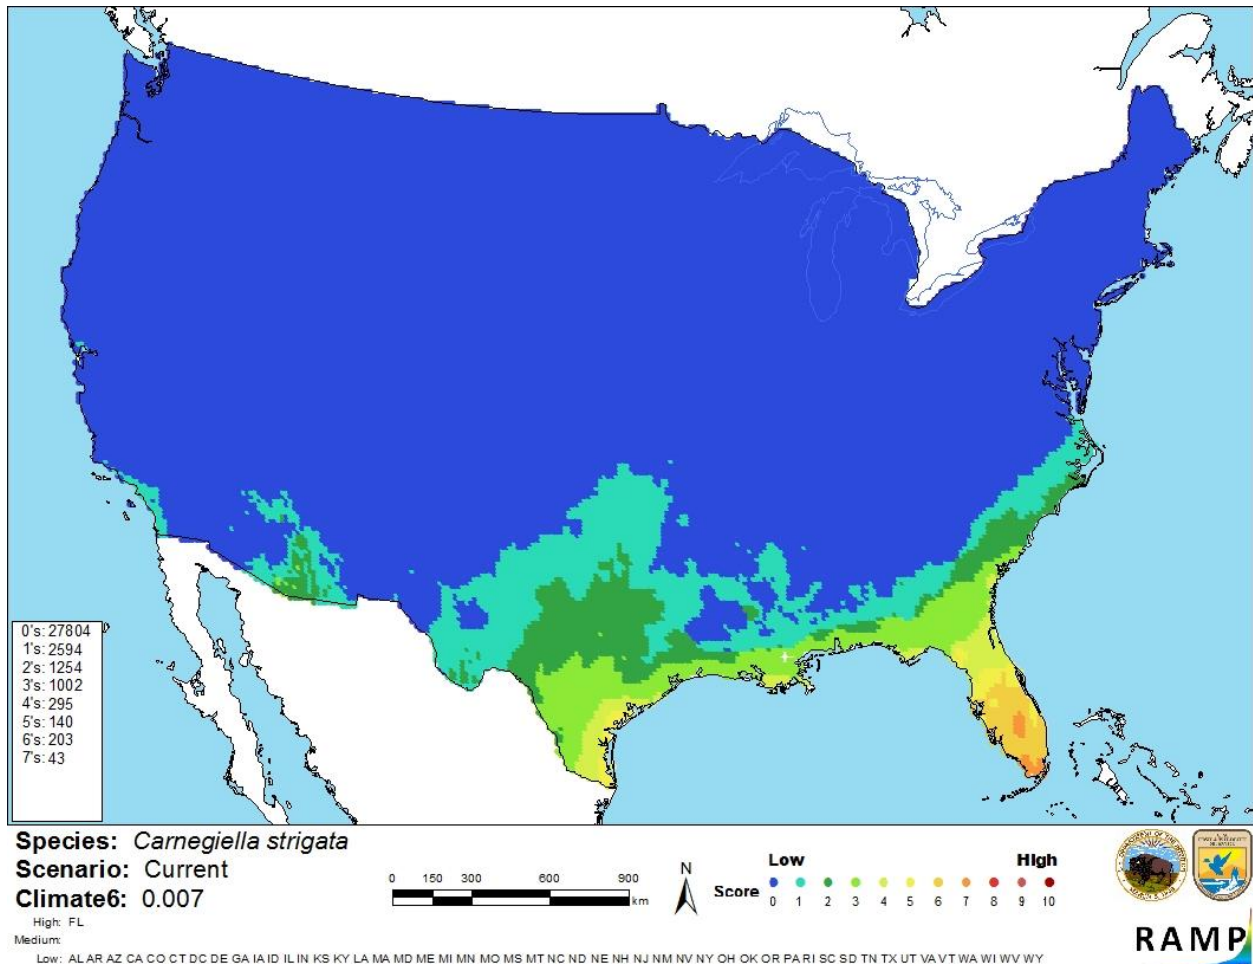 0's: 27804
1's: 2594
2's: 1254
3's: 1002
4's: 295
5's: 140
6's: 203
7's: 43
Species: Carnegiella strigata
Scenario: Current
Climate6: 0.007
High: FL
Medium:
Low: AL AR AZ CA CO CT DC DE GA IA ID IL IN KS KY LA MA MD ME MI MN MO MS MT NC ND NE NH NJ NM NV NY OH OK OR PA RI SC SD TN TX UT VA VT WA WI WV WY
0 150 300 600 900
km
N
Low High
Score
0 1 2 3 4 5 6 7 8 9 10
RAMP